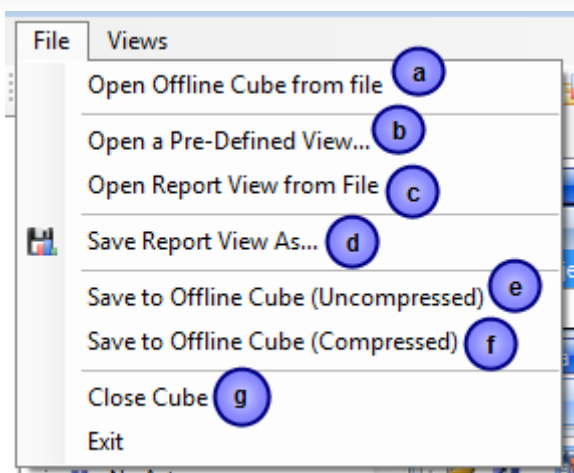 File Views
Open Offline Cube from file a
Open a Pre-Defined View... b
Open Report View from File c
Save Report View As... d
Save to Offline Cube (Uncompressed) e
Save to Offline Cube (Compressed) f
Close Cube g
Exit